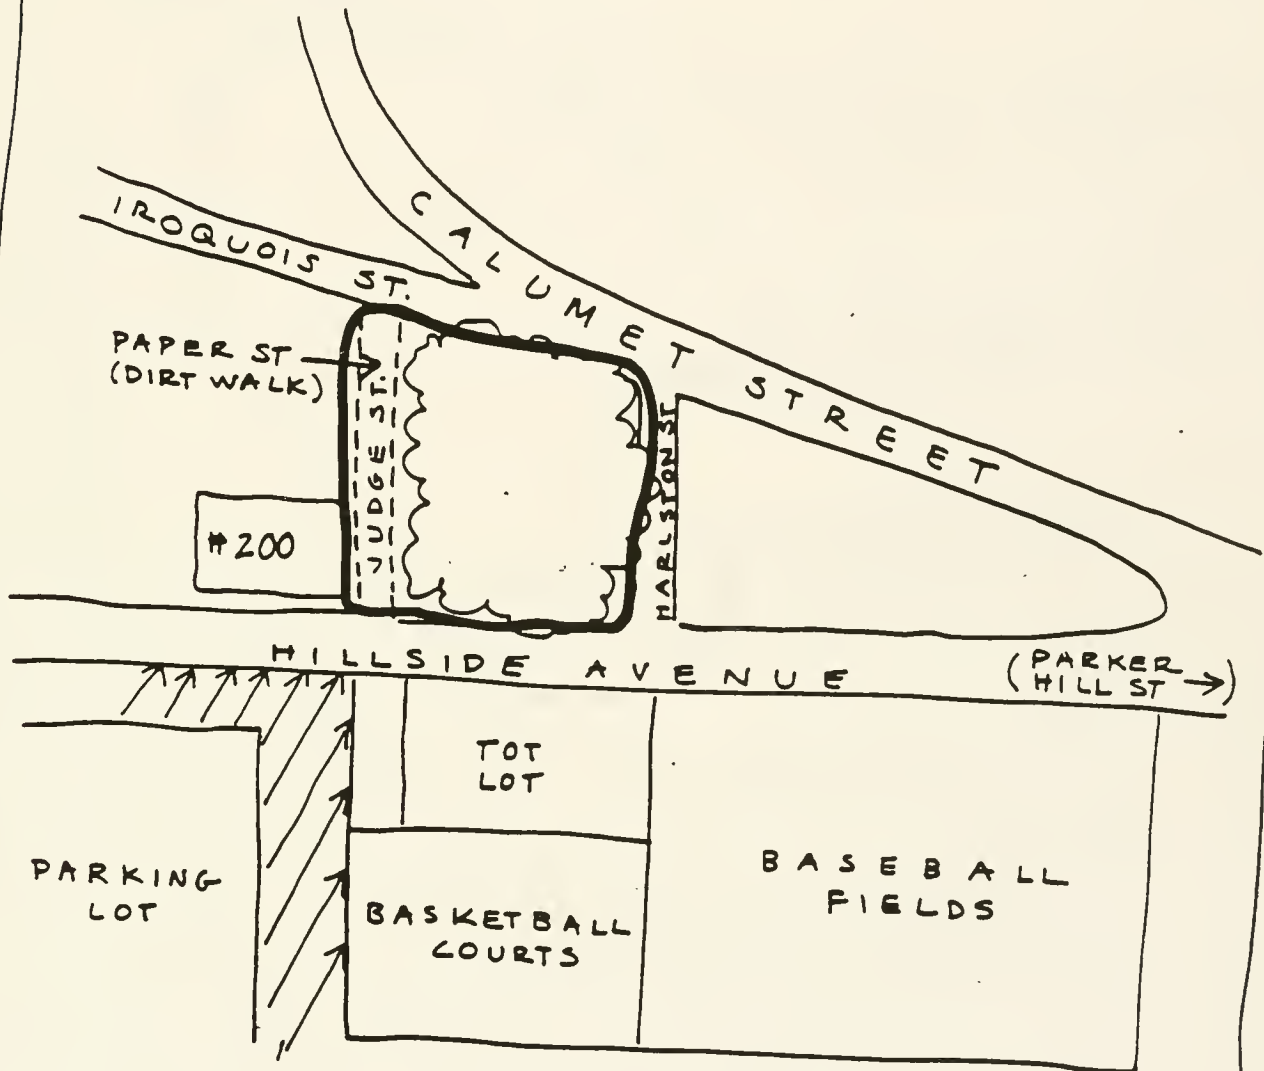 CALUMET STREET
IROQUOIS ST.
PAPER ST
(DIRT WALK)
JUDGE ST.
HARLSTON ST
#200
HILLSIDE AVENUE
(PARKER
HILL ST →)
TOT
LOT
PARKING
LOT
BASKETBALL
COURTS
BASEBALL
FIELDS